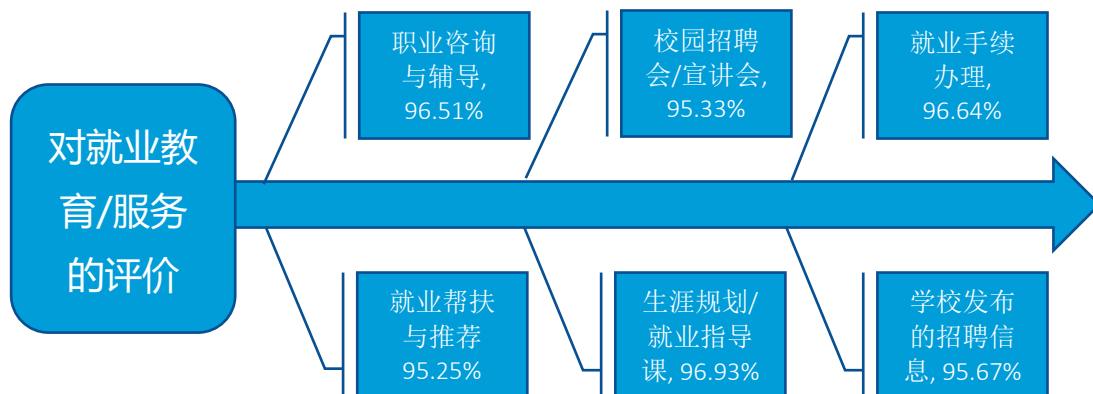 对就业教
育/服务
的评价
职业咨询
与辅导,
96.51%
校园招聘
会/宣讲会,
95.33%
就业手续
办理,
96.64%
就业帮扶
与推荐
95.25%
生涯规划/
就业指导
课, 96.93%
学校发布
的招聘信
息, 95.67%